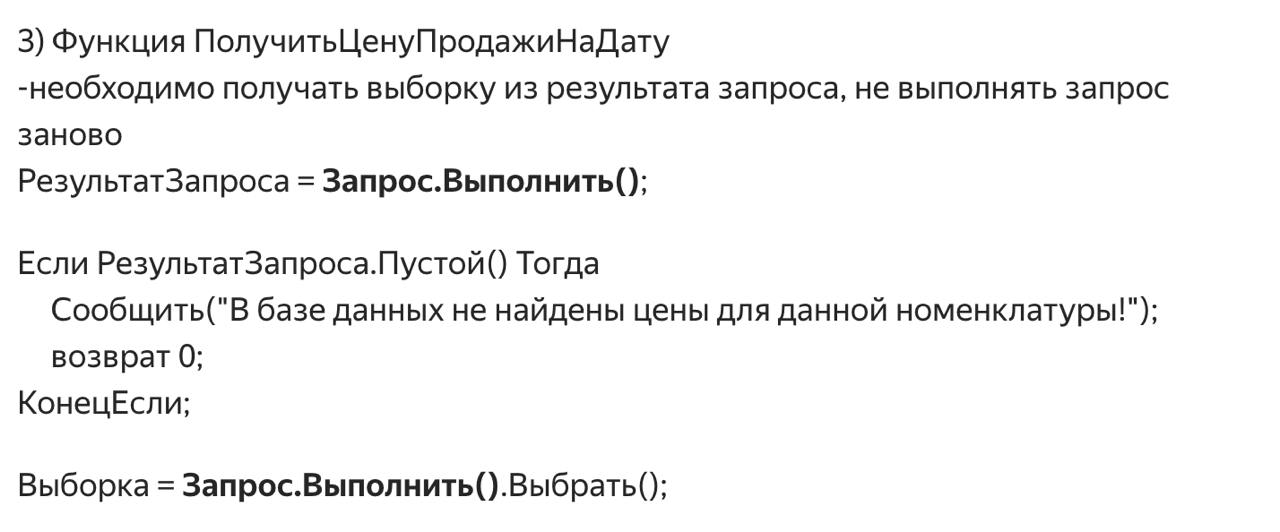 3) Функция ПолучитьЦенуПродажиНаДату
-необходимо получать выборку из результата запроса, не выполнять запрос
заново
РезультатЗапроса = Запрос.Выполнить();
Если РезультатЗапроса.Пустой() Тогда
Сообщить("В базе данных не найдены цены для данной номенклатуры!");
возврат 0;
КонецЕсли;
Выборка = Запрос.Выполнить().Выбрать();